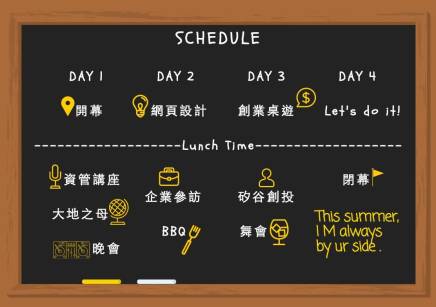 SCHEDULE
DAY 1 DAY 2 DAY 3 DAY 4
開幕 網頁設計 創業桌遊 Let's do it!
Lunch Time
資管講座 企業參訪 矽谷創投 閉幕
大地之母 BBQ 舞會
晚會
This summer,
I M always
by ur side.